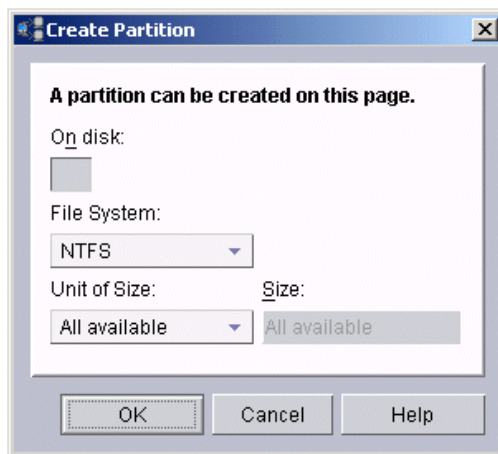 Create Partition
A partition can be created on this page.
On disk:
File System:
NTFS
Unit of Size: Size:
All available All available
OK Cancel Help